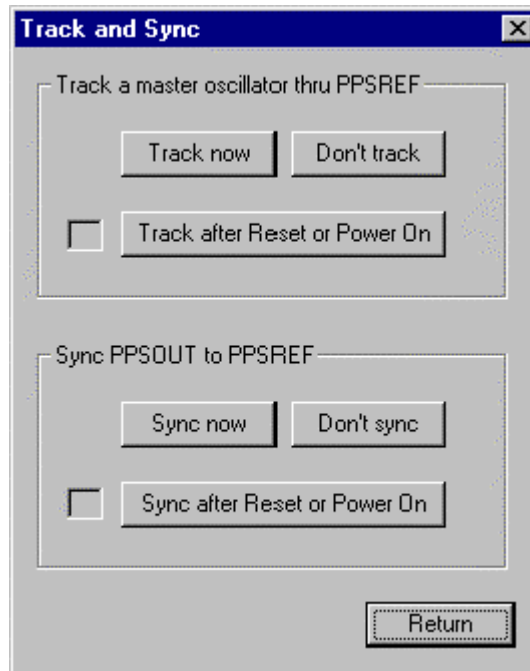 Track and Sync
Track a master oscillator thru PPSREF
Track now Don't track
Track after Reset or Power On
Sync PPSOUT to PPSREF
Sync now Don't sync
Sync after Reset or Power On
Return